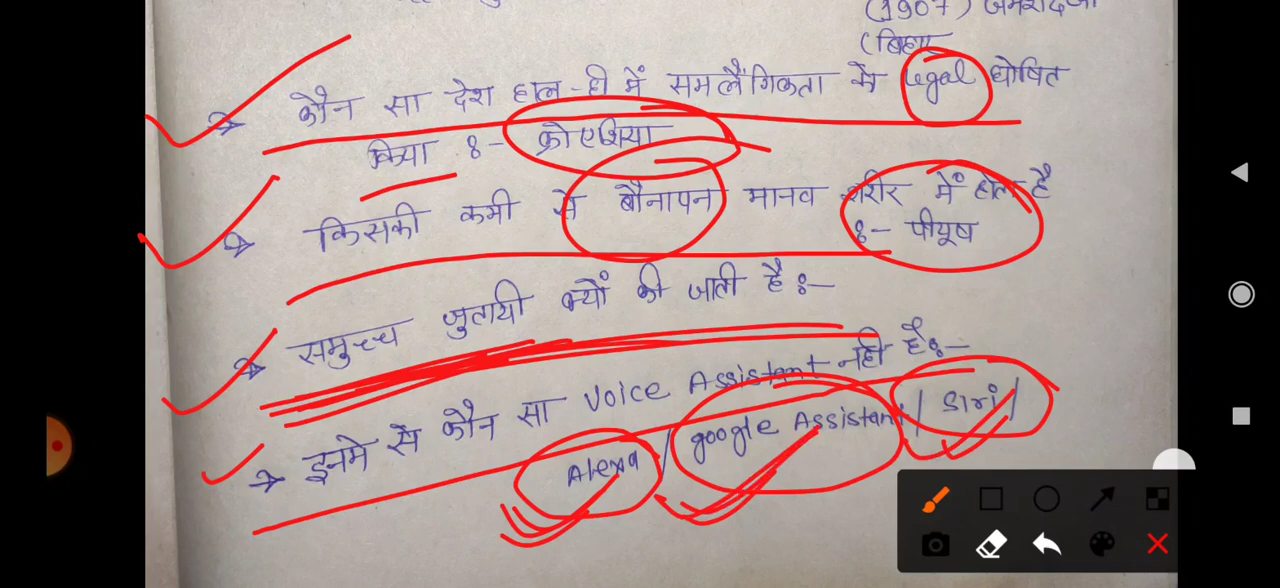 (1907) जमशेदजी
(बिहार
→ कौन सा देश हाल-ही में समलैंगिकता को legal घोषित
किया :- क्रोएशिया
→ किसकी कमी से बौनापन मानव शरीर में होता है
:- पीयूष
→ समुच्च जुतायी क्यों की जाती है :-
→ इनमे से कौन सा Voice Assistant नही है:-
Alexa / google Assistant / Siri /